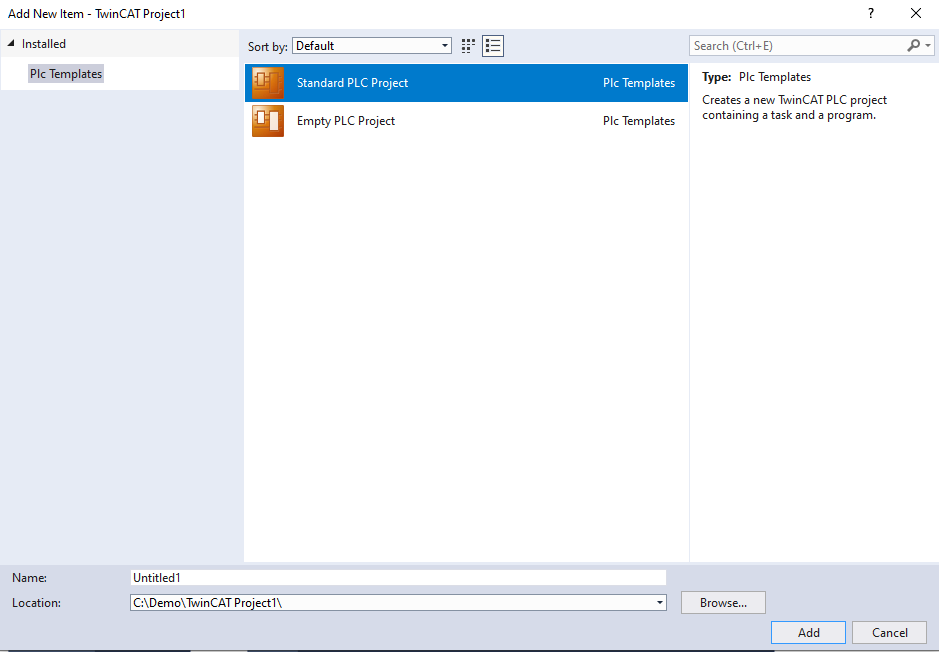 Add New Item - TwinCAT Project1 ?
Installed
Plc Templates
Sort by: Default
Search (Ctrl+E)
Standard PLC Project Plc Templates
Empty PLC Project Plc Templates
Type: Plc Templates
Creates a new TwinCAT PLC project
containing a task and a program.
Name: Untitled1
Location: C:\Demo\TwinCAT Project1\ Browse...
Add Cancel